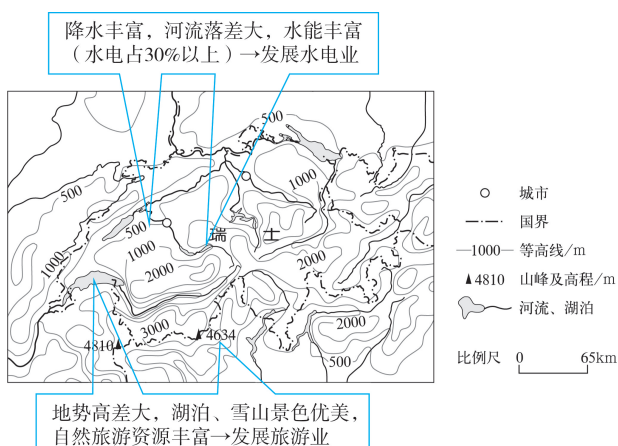 降水丰富，河流落差大，水能丰富
（水电占30%以上）→发展水电业
500
500
1000
500
瑞 士
1000
1000
2000
2000
3000
4634
4810
2000
500
城市
国界
1000 等高线/m
4810 山峰及高程/m
河流、湖泊
比例尺 0 65km
地势高差大，湖泊、雪山景色优美，
自然旅游资源丰富→发展旅游业